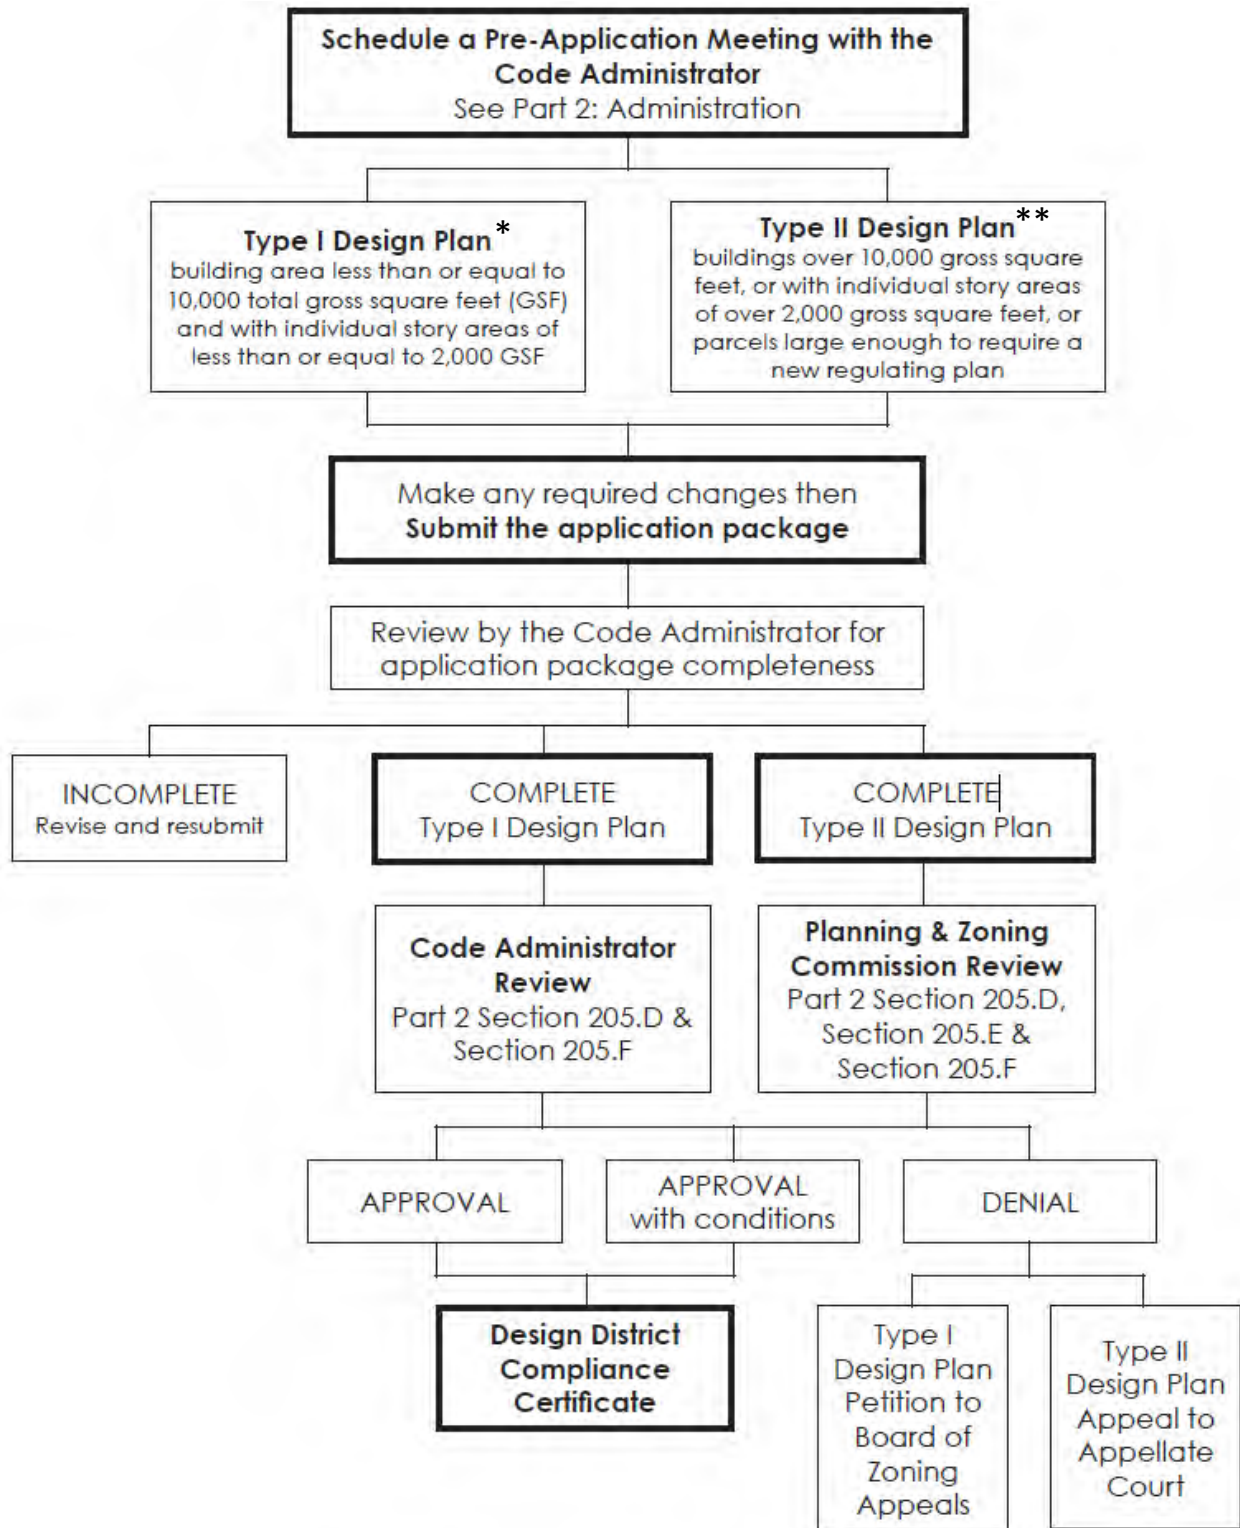 Schedule a Pre-Application Meeting with the
Code Administrator
See Part 2: Administration
Type I Design Plan*
building area less than or equal to
10,000 total gross square feet (GSF)
and with individual story areas of
less than or equal to 2,000 GSF
Type II Design Plan**
buildings over 10,000 gross square
feet, or with individual story areas
of over 2,000 gross square feet, or
parcels large enough to require a
new regulating plan
Make any required changes then
Submit the application package
Review by the Code Administrator for
application package completeness
INCOMPLETE
Revise and resubmit
COMPLETE
Type I Design Plan
COMPLETE
Type II Design Plan
Code Administrator
Review
Part 2 Section 205.D &
Section 205.F
Planning & Zoning
Commission Review
Part 2 Section 205.D,
Section 205.E &
Section 205.F
APPROVAL
APPROVAL
with conditions
DENIAL
Design District
Compliance
Certificate
Type I
Design Plan
Petition to
Board of
Zoning
Appeals
Type II
Design Plan
Appeal to
Appellate
Court